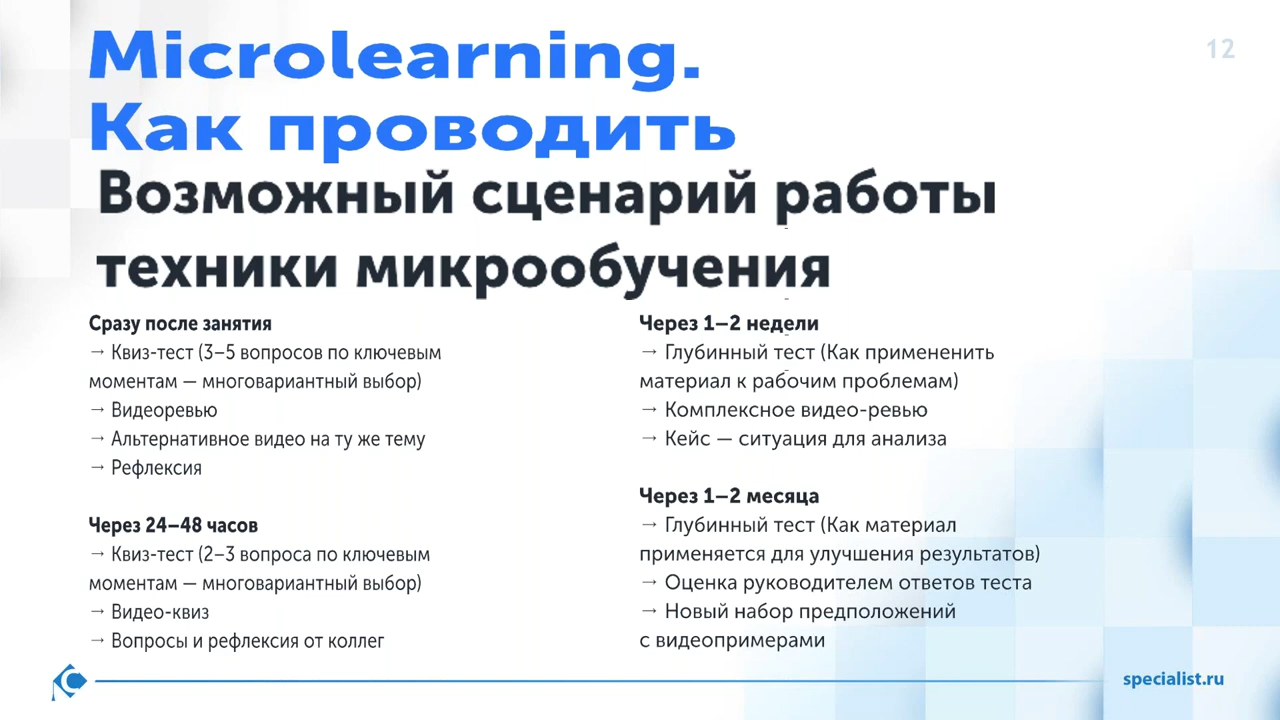 12
Microlearning.
Как проводить
Возможный сценарий работы
техники микрообучения
Сразу после занятия
→ Квиз-тест (3–5 вопросов по ключевым
моментам — многовариантный выбор)
→ Видеоревью
→ Альтернативное видео на ту же тему
→ Рефлексия
Через 24–48 часов
→ Квиз-тест (2–3 вопроса по ключевым
моментам — многовариантный выбор)
→ Видео-квиз
→ Вопросы и рефлексия от коллег
Через 1–2 недели
→ Глубинный тест (Как примененить
материал к рабочим проблемам)
→ Комплексное видео-ревью
→ Кейс — ситуация для анализа
Через 1–2 месяца
→ Глубинный тест (Как материал
применяется для улучшения результатов)
→ Оценка руководителем ответов теста
→ Новый набор предположений
с видеопримерами
specialist.ru